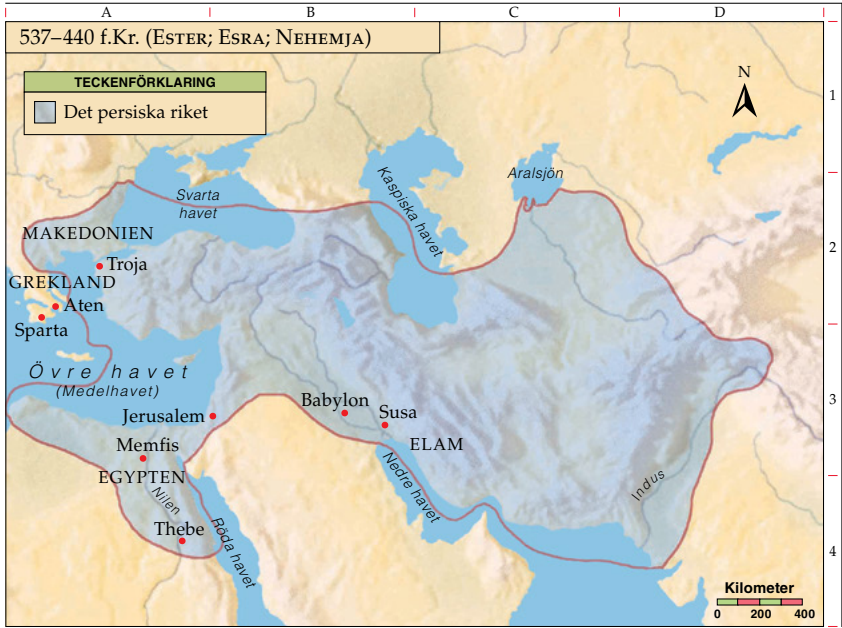 A B C D
537–440 f.Kr. (ESTER; ESRA; NEHEMJA)
TECKENFÖRKLARING
Det persiska riket
N
1
Aralsjön
Kaspiska havet
Svarta
havet
MAKEDONIEN
2
Troja
GREKLAND
Aten
Sparta
Övre havet
(Medelhavet)
3
Babylon
Susa
Jerusalem
ELAM
Memfis
EGYPTEN
Nilen
Nedre havet
Indus
Thebe
Röda havet
4
Kilometer
0 200 400